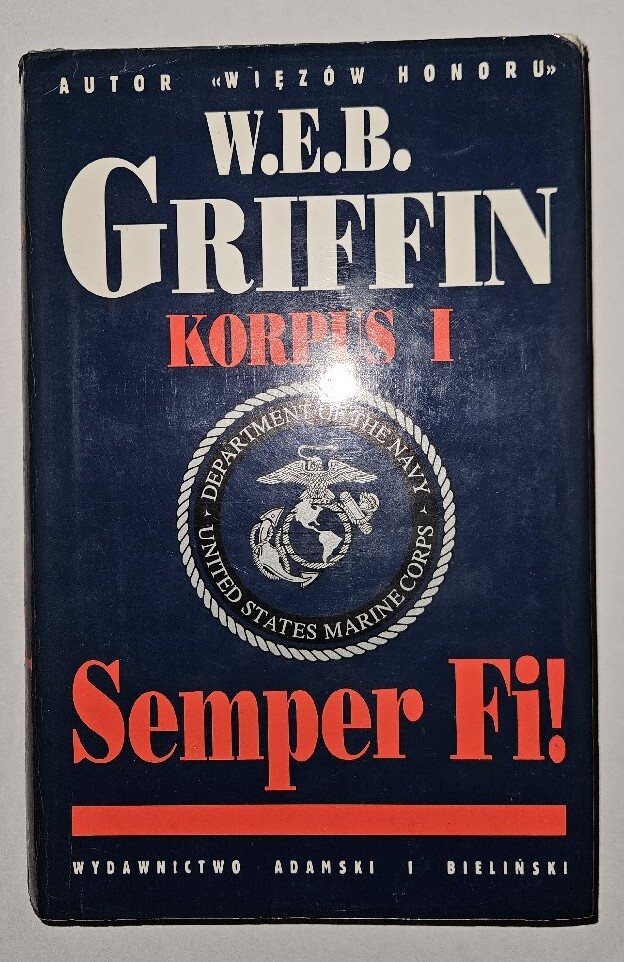 AUTOR «WIĘZÓW HONORU»
W.E.B.
GRIFFIN
KORPUS I
DEPARTMENT OF THE NAVY
UNITED STATES MARINE CORPS
Semper Fi!
WYDAWNICTWO ADAMSKI I BIELIŃSKI